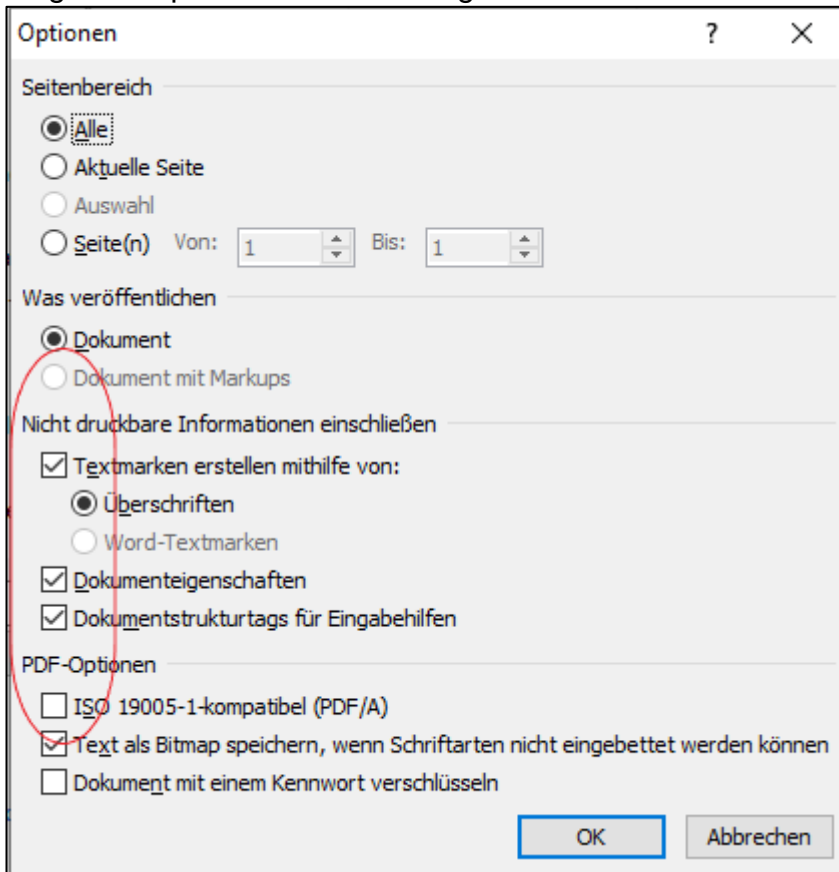 Optionen ?
Seitenbereich
Alle
Aktuelle Seite
Auswahl
Seite(n) Von: 1 Bis: 1
Was veröffentlichen
Dokument
Dokument mit Markups
Nicht druckbare Informationen einschließen
Textmarken erstellen mithilfe von:
Überschriften
Word-Textmarken
Dokumenteigenschaften
Dokumentstrukturtags für Eingabehilfen
PDF-Optionen
ISO 19005-1-kompatibel (PDF/A)
Text als Bitmap speichern, wenn Schriftarten nicht eingebettet werden können
Dokument mit einem Kennwort verschlüsseln
OK Abbrechen